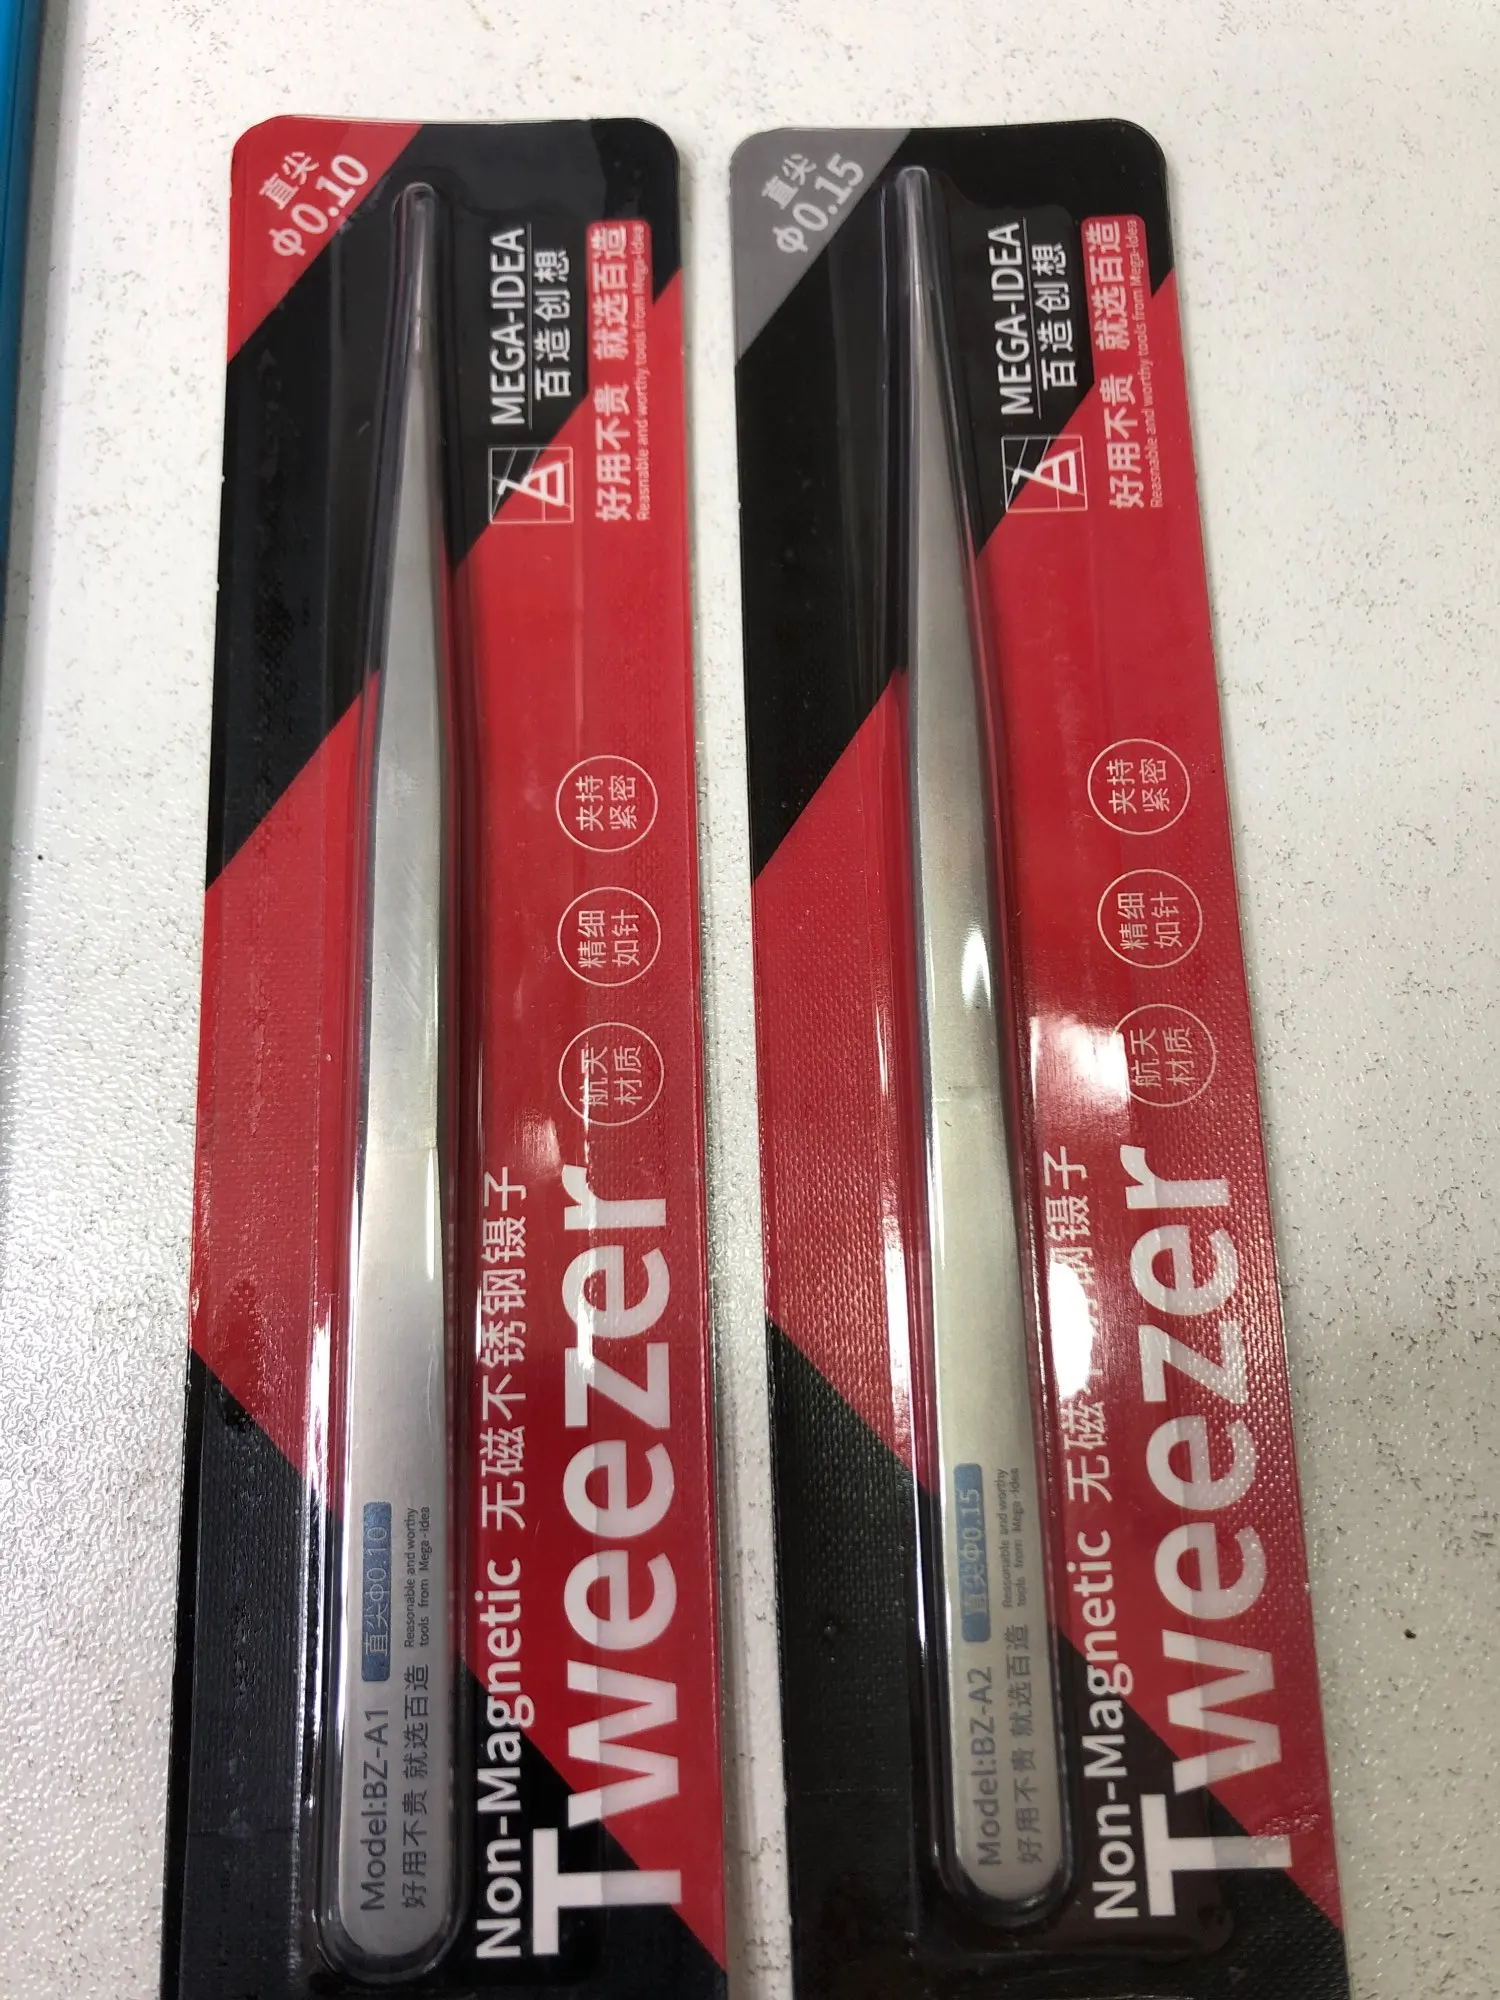 直尖
Φ0.10
MEGA-IDEA
百造创想
好用不贵 就选百造
Reasnable and worthy tools from Mega-Idea
夹持
紧密
精细
如针
航天
材质
Non-Magnetic 无磁不锈钢镊子
Tweezer
Model:BZ-A1 直尖Φ0.10
好用不贵 就选百造
Reasonable and worthy
tools from Mega-Idea
直尖
Φ0.15
MEGA-IDEA
百造创想
好用不贵 就选百造
Reasnable and worthy tools from Mega-Idea
夹持
紧密
精细
如针
航天
材质
Non-Magnetic 无磁不锈钢镊子
Tweezer
Model:BZ-A2 直尖Φ0.15
好用不贵 就选百造
Reasonable and worthy
tools from Mega-Idea